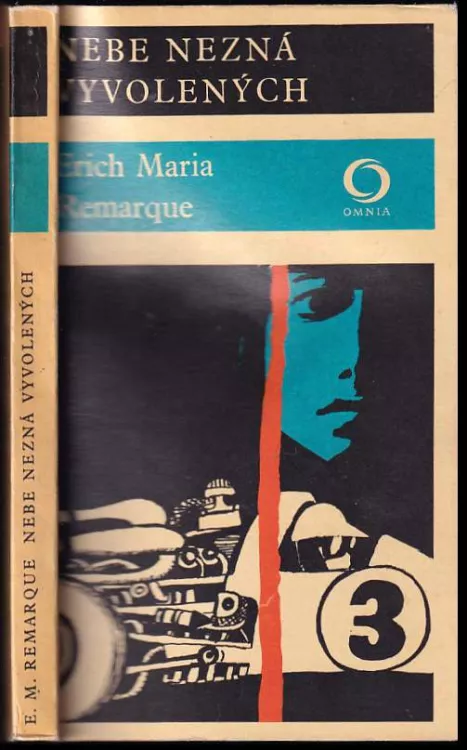 NEBE NEZNÁ
VYVOLENÝCH
Erich Maria
Remarque
OMNIA
3
E. M. REMARQUE NEBE NEZNÁ VYVOLENÝCH